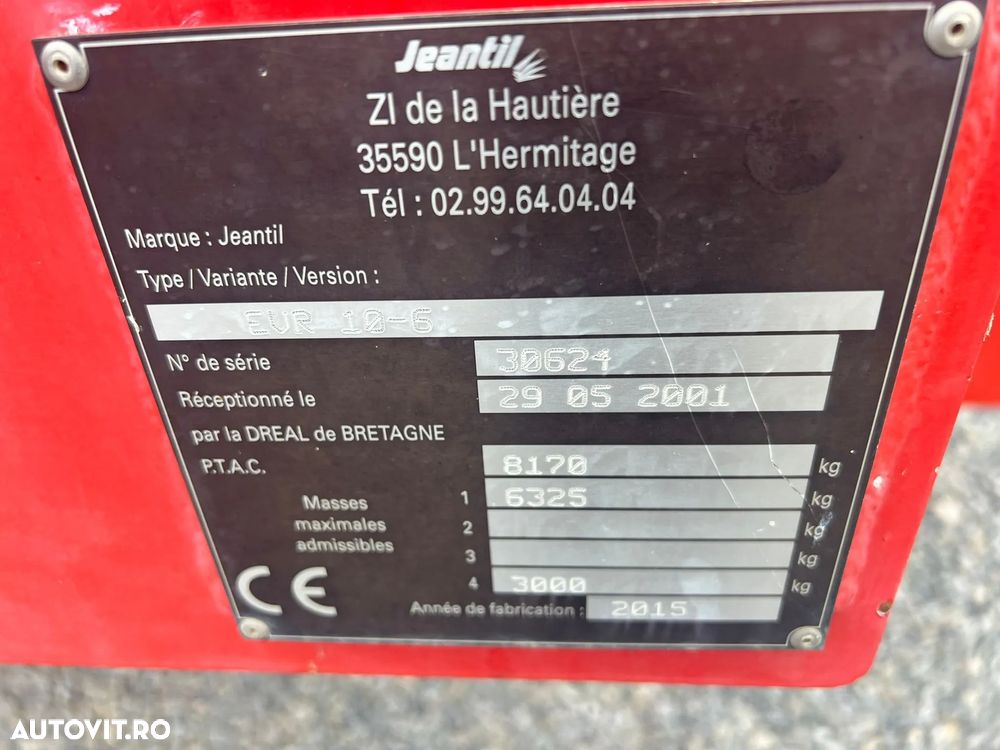 Jeantil
ZI de la Hautière
35590 L'Hermitage
Tél : 02.99.64.04.04
Marque : Jeantil
Type / Variante / Version :
EVR 10-6
N° de série 30624
Réceptionné le 29 05 2001
par la DREAL de BRETAGNE
P.T.A.C. 8170 kg
Masses maximales admissibles
1 6325 kg
2 kg
3 kg
4 3000 kg
CE
Année de fabrication : 2015
AUTOVIT.RO